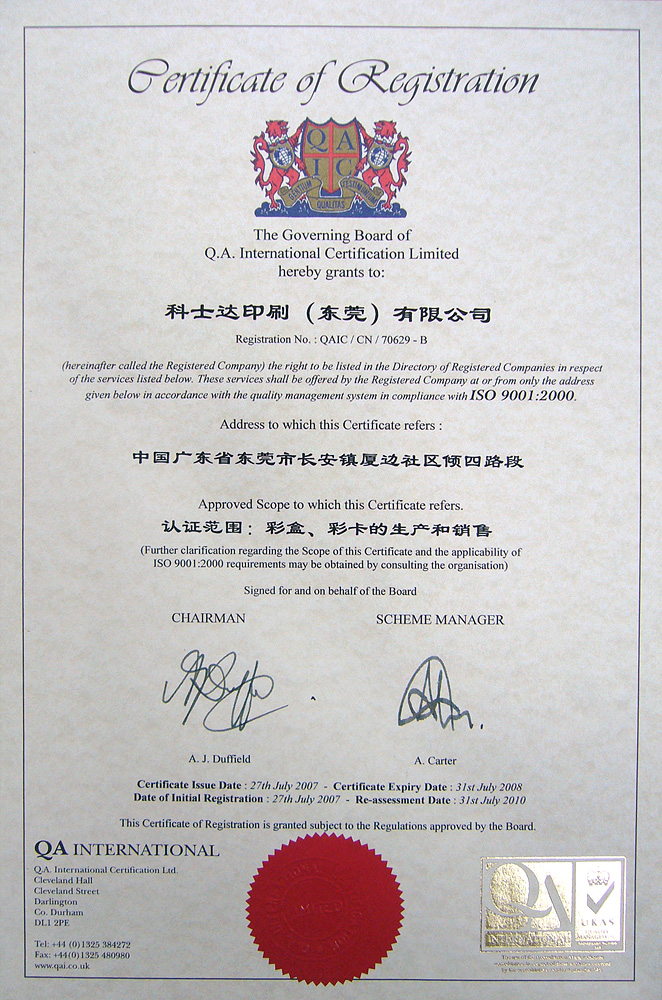 Certificate of Registration
QA
IC
QUALITAS
The Governing Board of
Q.A. International Certification Limited
hereby grants to:
科士达印刷（东莞）有限公司
Registration No. : QAIC / CN / 70629 - B
(hereinafter called the Registered Company) the right to be listed in the Directory of Registered Companies in respect
of the services listed below. These services shall be offered by the Registered Company at or from only the address
given below in accordance with the quality management system in compliance with ISO 9001:2000.
Address to which this Certificate refers :
中国广东省东莞市长安镇厦边社区倾四路段
Approved Scope to which this Certificate refers.
认证范围：彩盒、彩卡的生产和销售
(Further clarification regarding the Scope of this Certificate and the applicability of
ISO 9001:2000 requirements may be obtained by consulting the organisation)
Signed for and on behalf of the Board
CHAIRMAN SCHEME MANAGER
A. J. Duffield A. Carter
Certificate Issue Date : 27th July 2007 - Certificate Expiry Date : 31st July 2008
Date of Initial Registration : 27th July 2007 - Re-assessment Date : 31st July 2010
This Certificate of Registration is granted subject to the Regulations approved by the Board.
QA INTERNATIONAL
Q.A. International Certification Ltd.
Cleveland Hall
Cleveland Street
Darlington
Co. Durham
DL1 2PE
Tel: +44 (0)1325 384272
Fax: +44(0)1325 480980
www.qai.co.uk
QA
UKAS